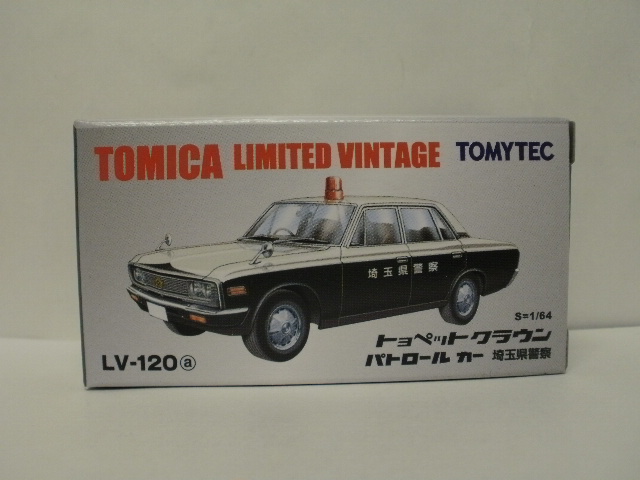 TOMICA LIMITED VINTAGE TOMYTEC
埼玉県警察
S=1/64
トヨペット クラウン
LV-120ⓐ パトロール カー 埼玉県警察